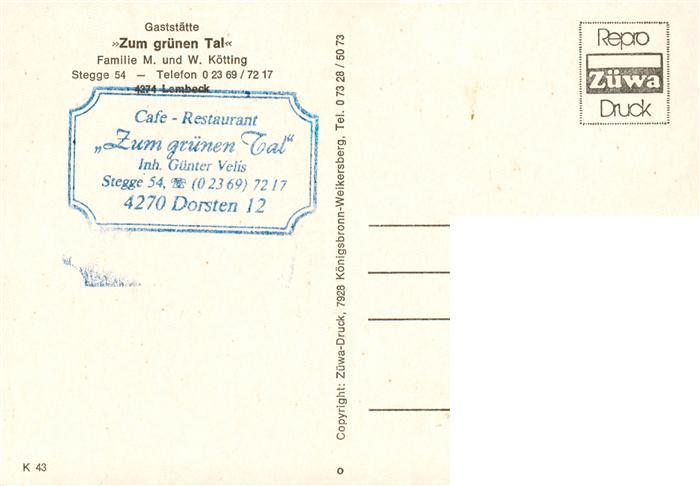 Gaststätte
»Zum grünen Tal«
Familie M. und W. Kötting
Stegge 54 — Telefon 0 23 69 / 72 17
4274 Lembeck
Cafe - Restaurant
„Zum grünen Tal“
Inh. Günter Velis
Stegge 54, ☏ (0 23 69) 72 17
4270 Dorsten 12
Copyright: Züwa-Druck, 7928 Königsbronn-Weikersberg, Tel. 0 73 28 / 50 73
Repro
Züwa
Druck
K 43
o